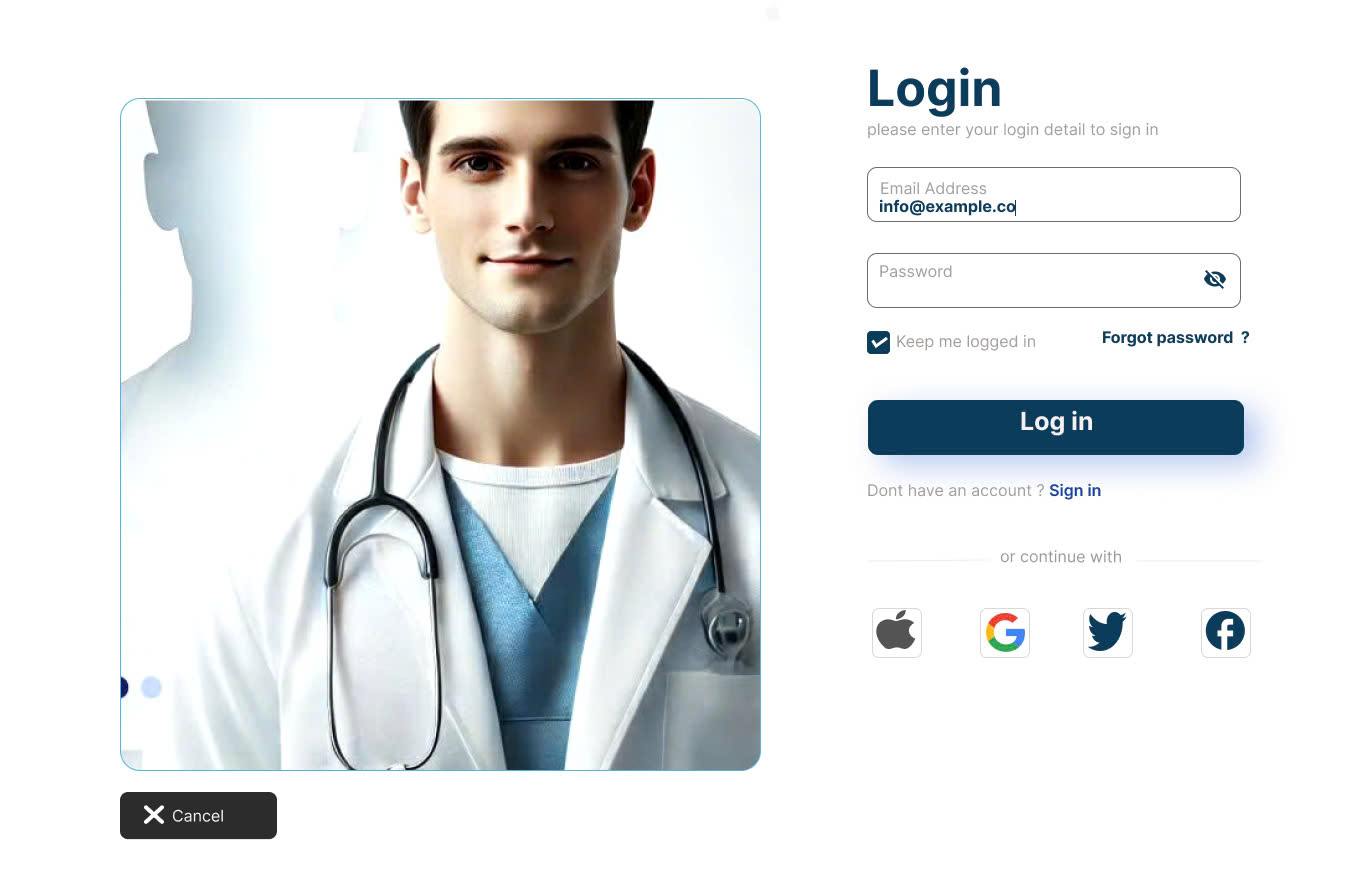 Login
please enter your login detail to sign in
Email Address
info@example.co
Password
Keep me logged in
Forgot password ?
Log in
Dont have an account ? Sign in
or continue with
Cancel